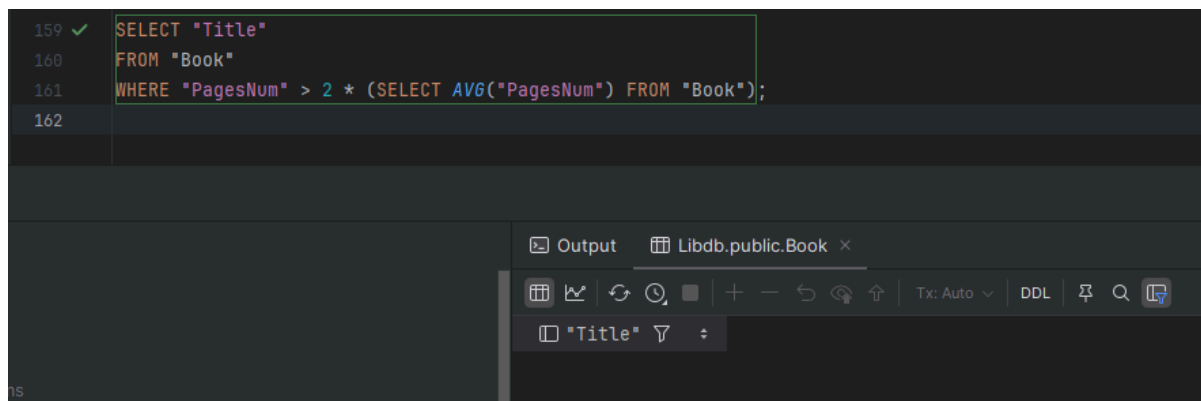 159 SELECT "Title"
160 FROM "Book"
161 WHERE "PagesNum" > 2 * (SELECT AVG("PagesNum") FROM "Book");
162
Output Libdb.public.Book ×
Tx: Auto DDL
"Title"
ns